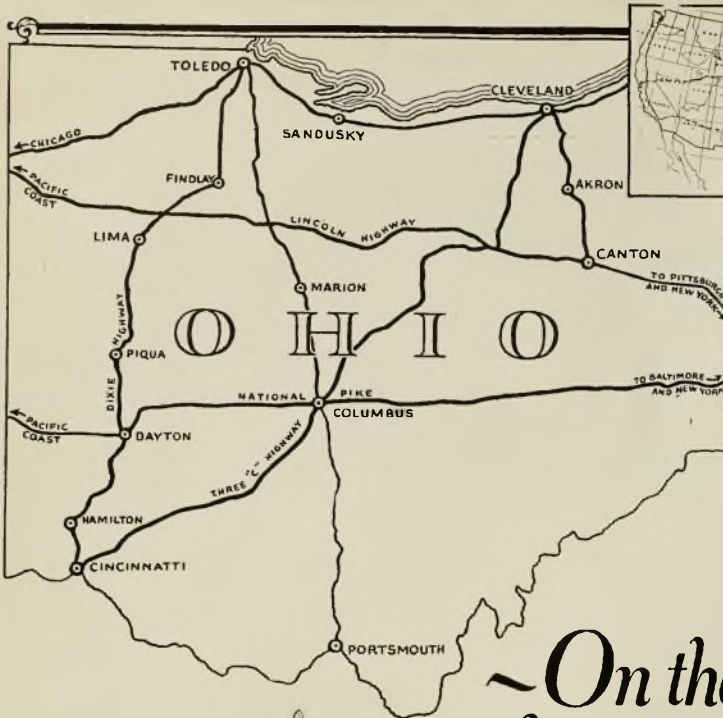 TOLEDO
CLEVELAND
SANDUSKY
← CHICAGO
FINDLAY
AKRON
← PACIFIC
COAST
LINCOLN HIGHWAY
LIMA
CANTON
TO PITTSBURGH
AND NEW YORK →
MARION
OHIO
DIXIE HIGHWAY
PIQUA
TO BALTIMORE →
AND NEW YORK
NATIONAL PIKE
COLUMBUS
← PACIFIC
COAST
DAYTON
THREE "C" HIGHWAY
HAMILTON
CINCINNATTI
PORTSMOUTH
~On the